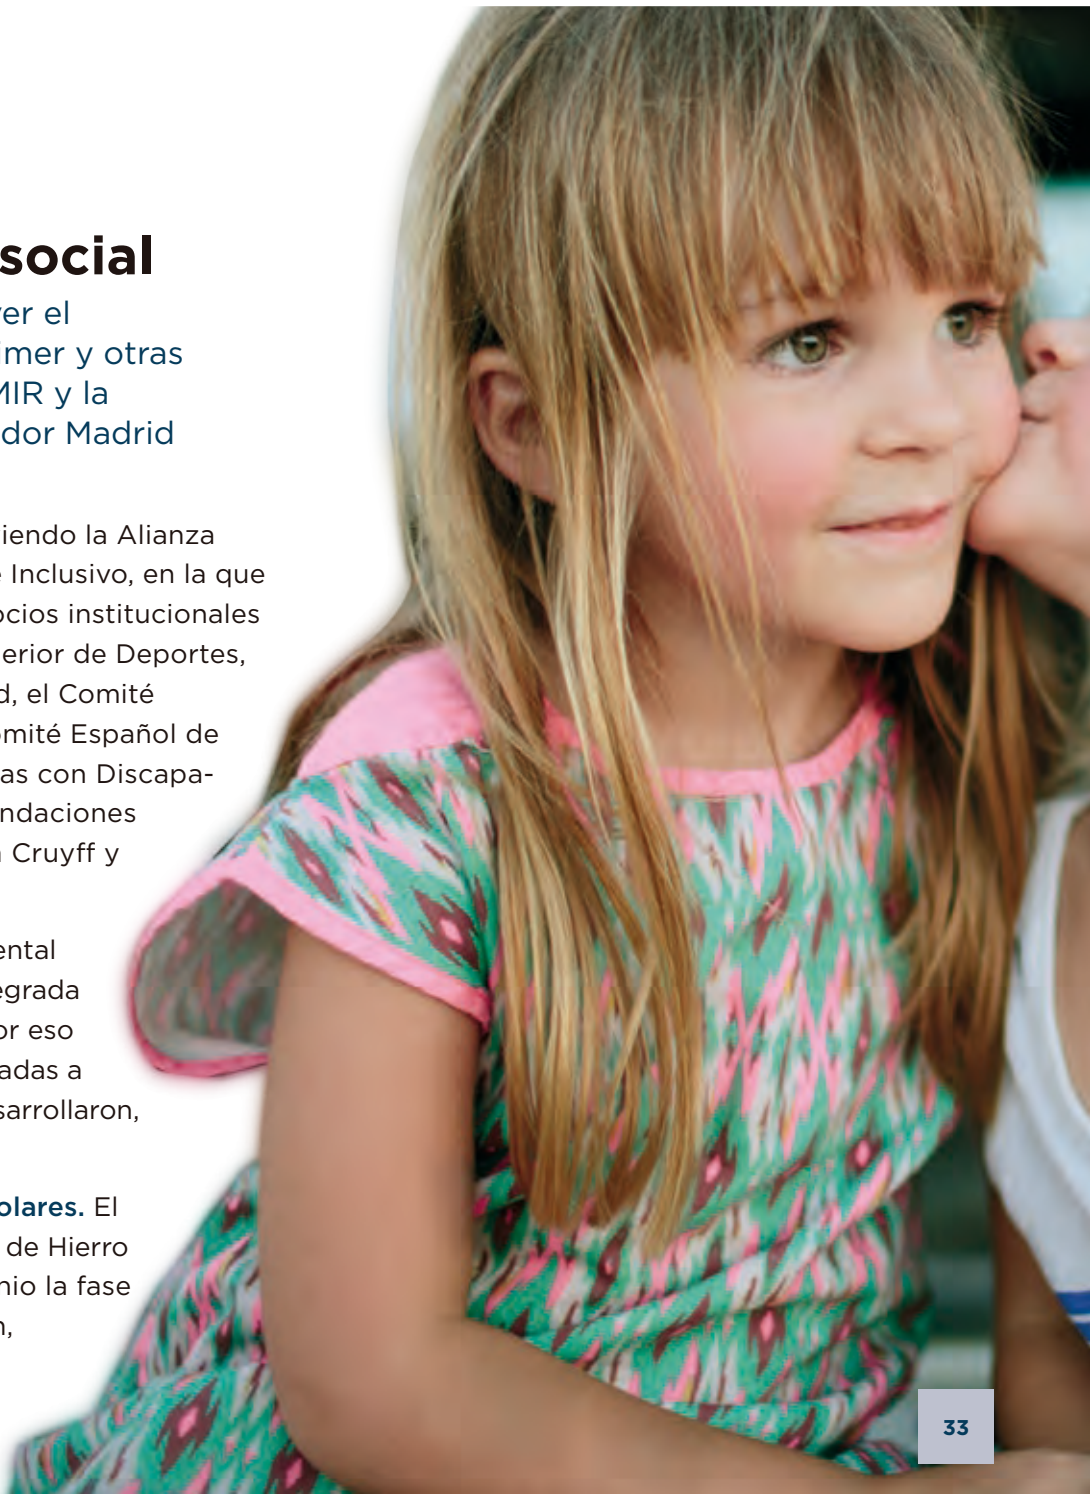 social
er el
imer y otras
MIR y la
dor Madrid
iendo la Alianza
e Inclusivo, en la que
ocios institucionales
erior de Deportes,
d, el Comité
omité Español de
as con Discapa-
ndaciones
n Cruyff y
ental
egrada
or eso
adas a
sarrollaron,
olares. El
de Hierro
nio la fase
n,
33